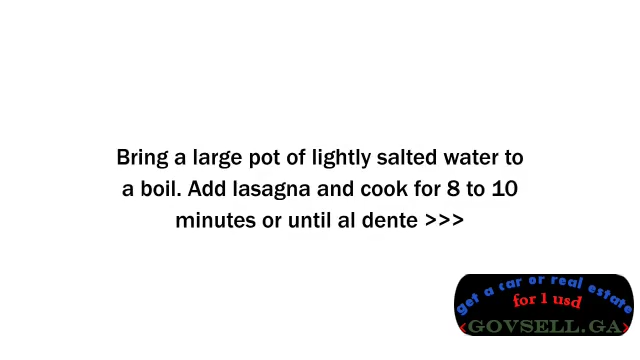 Bring a large pot of lightly salted water to
a boil. Add lasagna and cook for 8 to 10
minutes or until al dente >>>
get a car or real estate
for 1 usd
<GOVSELL.GA>